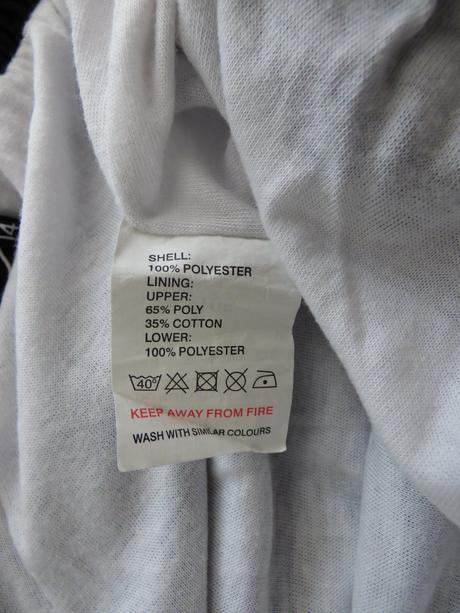 SHELL:
100% POLYESTER
LINING:
UPPER:
65% POLY
35% COTTON
LOWER:
100% POLYESTER
40°
KEEP AWAY FROM FIRE
WASH WITH SIMILAR COLOURS